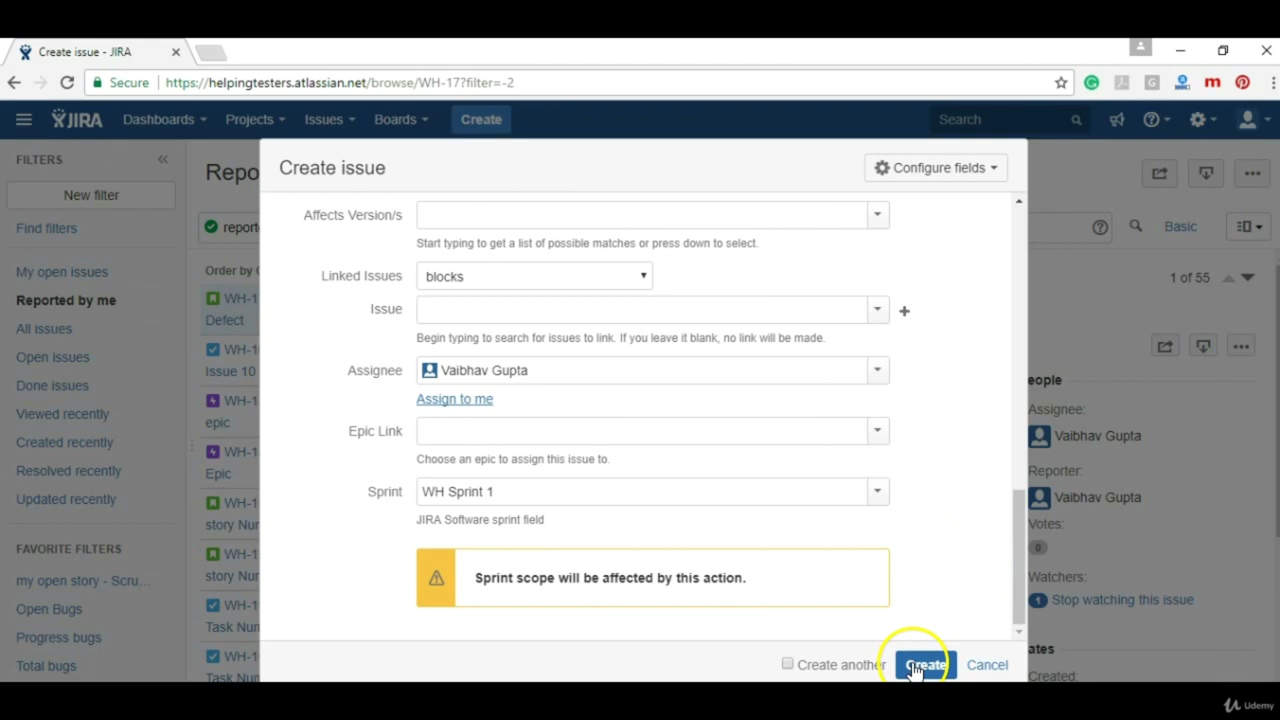 Create issue - JIRA
Secure https://helpingtesters.atlassian.net/browse/WH-17?filter=-2
JIRA Dashboards Projects Issues Boards Create Search
FILTERS
New filter
Find filters
My open issues
Reported by me
All issues
Open issues
Done issues
Viewed recently
Created recently
Resolved recently
Updated recently
FAVORITE FILTERS
my open story - Scru...
Open Bugs
Progress bugs
Total bugs
Repo
report
Basic
Order by C
WH-1
Defect
WH-1
Issue 10
WH-1
epic
WH-1
Epic
WH-1
story Nur
WH-1
story Nur
WH-1
Task Nur
WH-1
Task Nur
Create issue
Configure fields
Affects Version/s
Start typing to get a list of possible matches or press down to select.
Linked Issues blocks
Issue
Begin typing to search for issues to link. If you leave it blank, no link will be made.
Assignee Vaibhav Gupta
Assign to me
Epic Link
Choose an epic to assign this issue to.
Sprint WH Sprint 1
JIRA Software sprint field
Sprint scope will be affected by this action.
Create another Create Cancel
1 of 55
eople
Assignee:
Vaibhav Gupta
Reporter:
Vaibhav Gupta
Votes:
0
Watchers:
1 Stop watching this issue
ates
Created:
Udemy